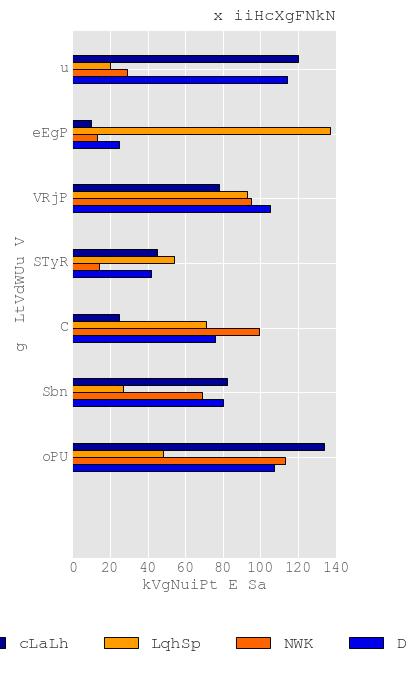 x iiHcXgFNkN
u
eEgP
VRjP
STyR
C
Sbn
oPU
g LtVdWUu V
0 20 40 60 80 100 120 140
kVgNuiPt E Sa
cLaLh LqhSp NWK D